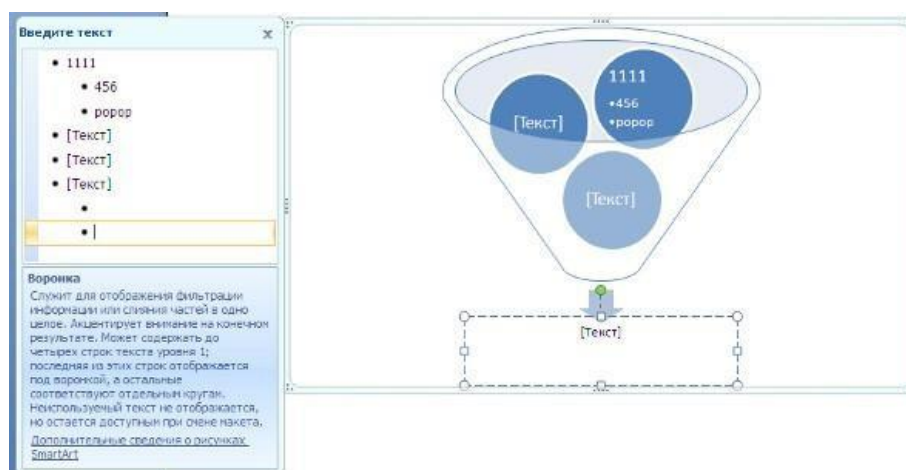 Введите текст x
• 1111
• 456
• popop
• [Текст]
• [Текст]
• [Текст]
•
•
Воронка
Служит для отображения фильтрации
информации или слияния частей в одно
целое. Акцентирует внимание на конечном
результате. Может содержать до
четырех строк текста уровня 1;
последняя из этих строк отображается
под воронкой, а остальные
соответствуют отдельным кругам.
Неиспользуемый текст не отображается,
но остается доступным при смене макета.
Дополнительные сведения о рисунках
SmartArt
1111
•456
•popop
[Текст]
[Текст]
[Текст]